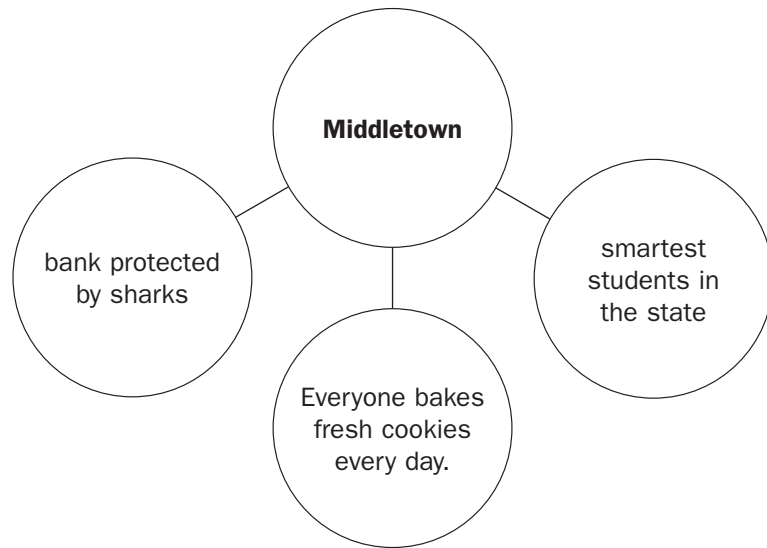 Middletown
bank protected
by sharks
Everyone bakes
fresh cookies
every day.
smartest
students in
the state